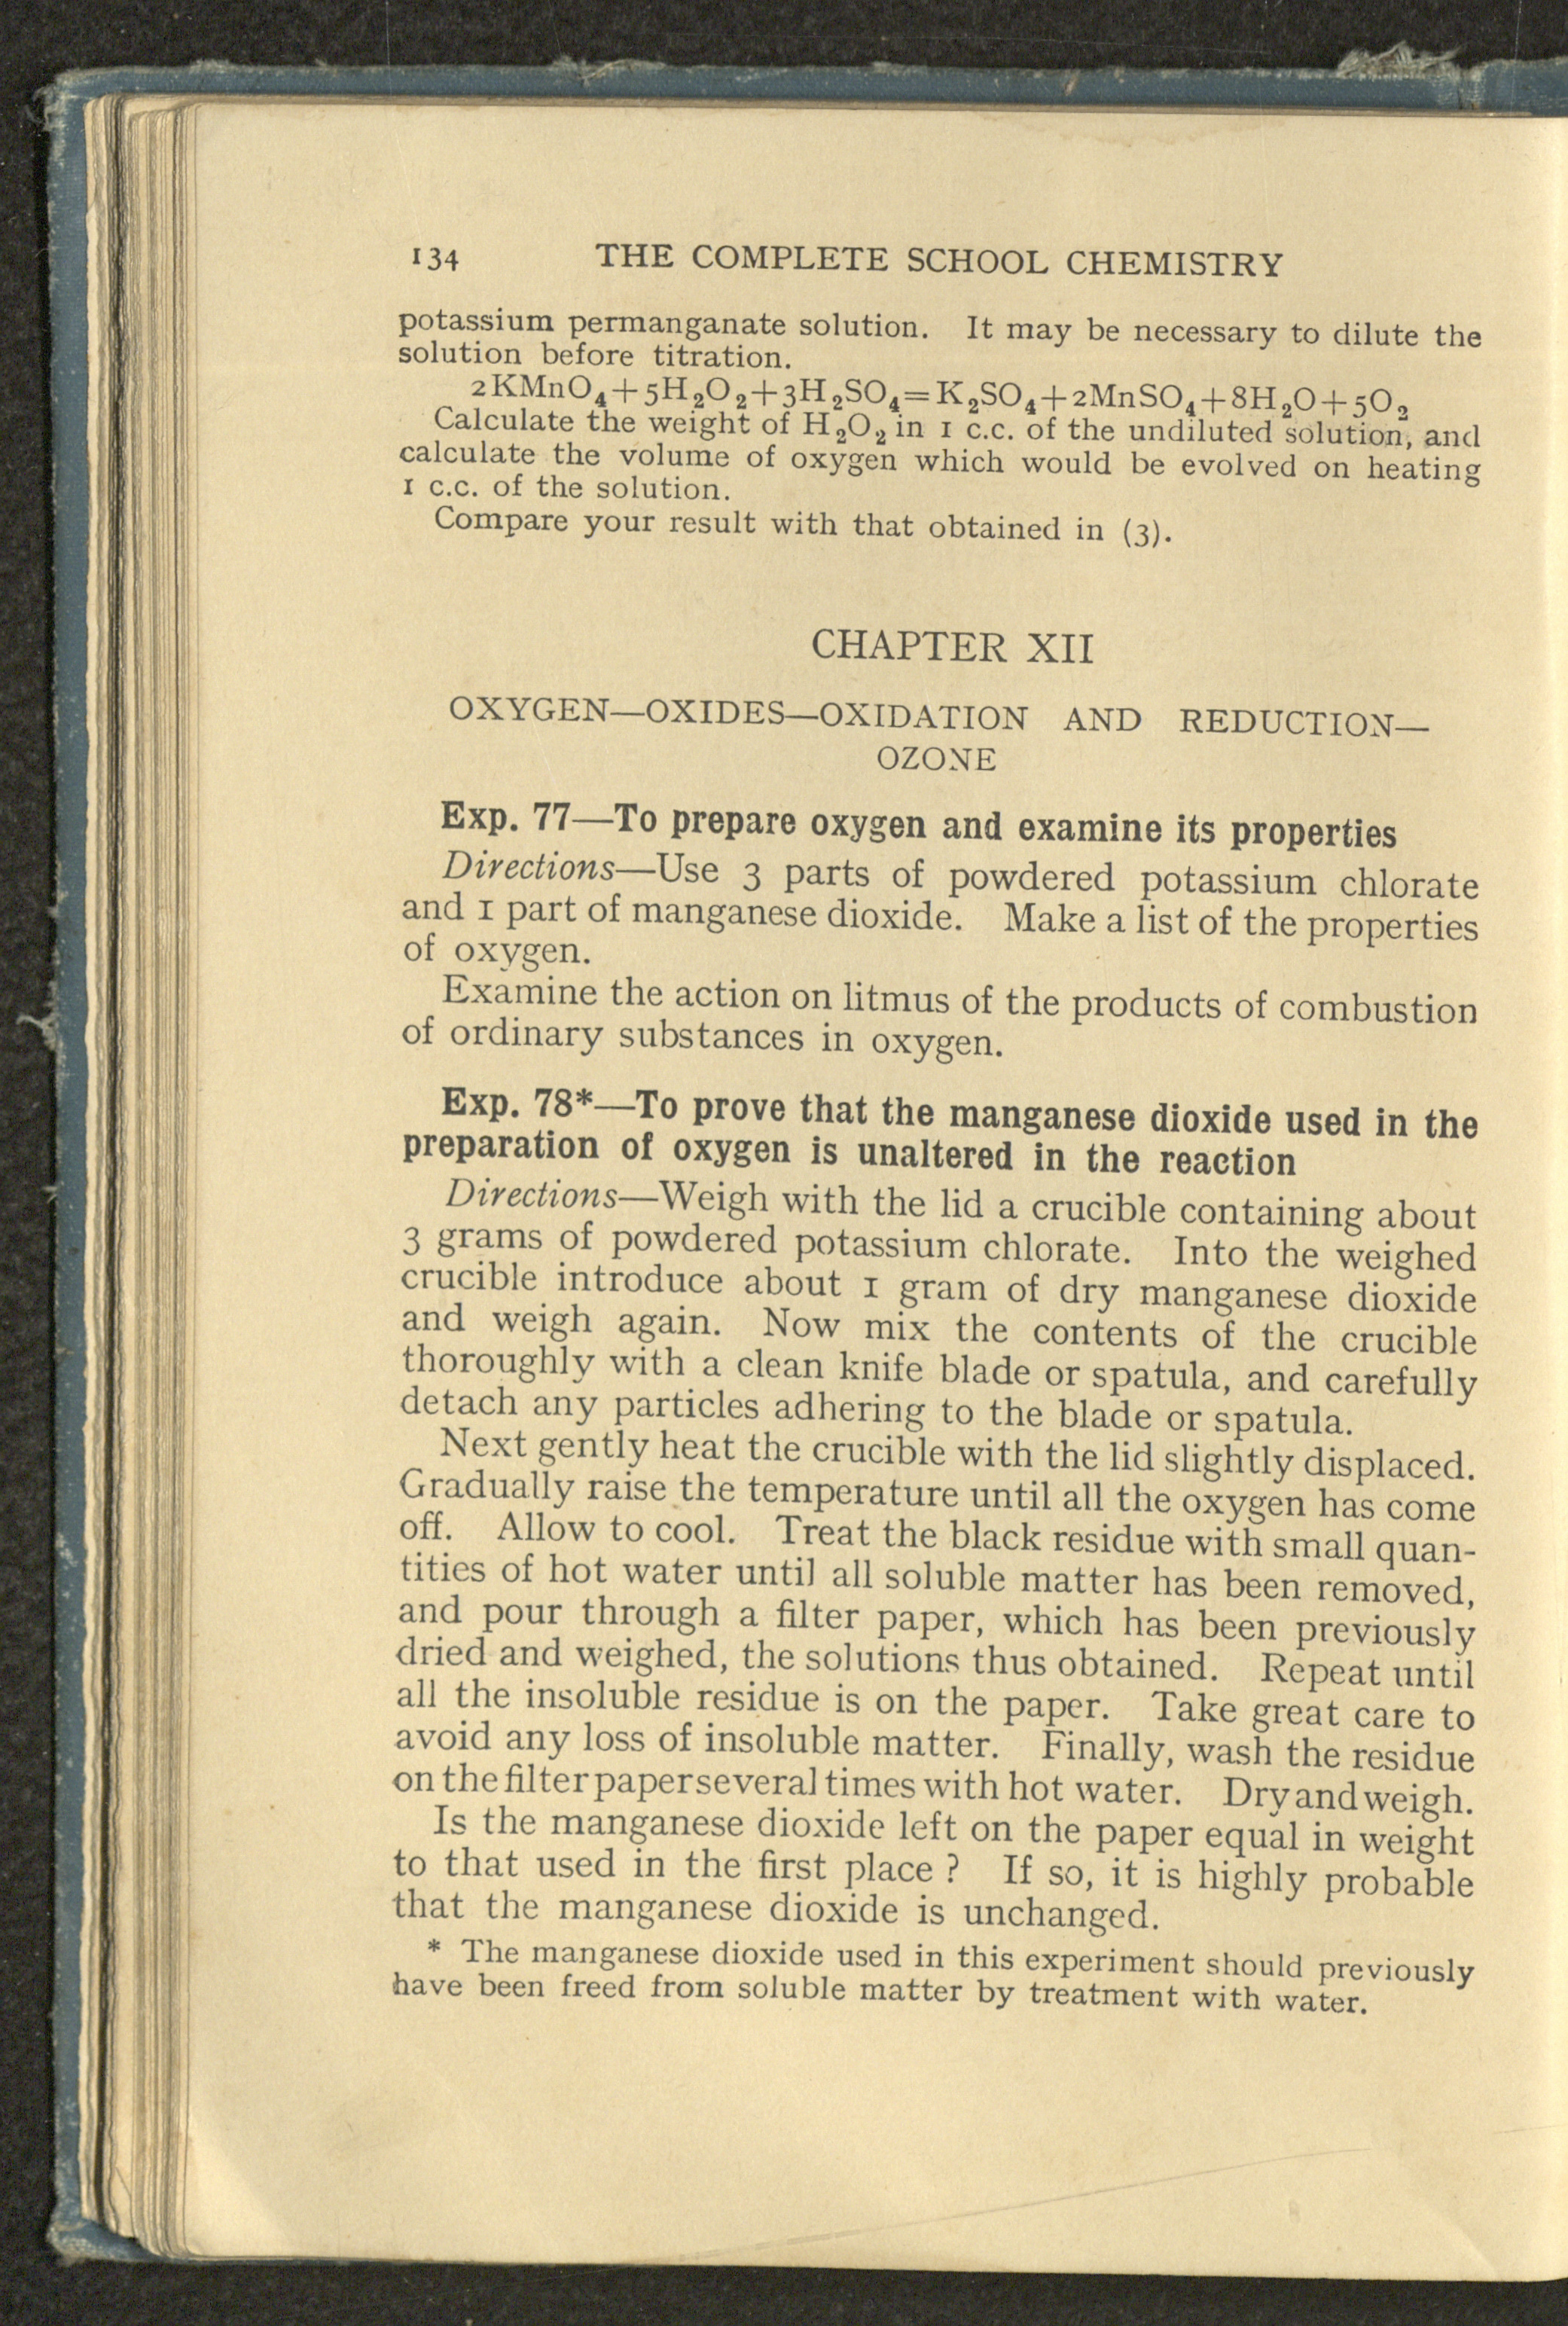 134 THE COMPLETE SCHOOL CHEMISTRY
potassium permanganate solution. It may be necessary to dilute the
solution before titration.
2KMnO₄+5H₂O₂+3H₂SO₄=K₂SO₄+2MnSO₄+8H₂O+5O₂
Calculate the weight of H₂O₂ in 1 c.c. of the undiluted solution, and
calculate the volume of oxygen which would be evolved on heating
1 c.c. of the solution.
Compare your result with that obtained in (3).
CHAPTER XII
OXYGEN—OXIDES—OXIDATION AND REDUCTION—
OZONE
Exp. 77—To prepare oxygen and examine its properties
Directions—Use 3 parts of powdered potassium chlorate
and 1 part of manganese dioxide. Make a list of the properties
of oxygen.
Examine the action on litmus of the products of combustion
of ordinary substances in oxygen.
Exp. 78*—To prove that the manganese dioxide used in the
preparation of oxygen is unaltered in the reaction
Directions—Weigh with the lid a crucible containing about
3 grams of powdered potassium chlorate. Into the weighed
crucible introduce about 1 gram of dry manganese dioxide
and weigh again. Now mix the contents of the crucible
thoroughly with a clean knife blade or spatula, and carefully
detach any particles adhering to the blade or spatula.
Next gently heat the crucible with the lid slightly displaced.
Gradually raise the temperature until all the oxygen has come
off. Allow to cool. Treat the black residue with small quan-
tities of hot water until all soluble matter has been removed,
and pour through a filter paper, which has been previously
dried and weighed, the solutions thus obtained. Repeat until
all the insoluble residue is on the paper. Take great care to
avoid any loss of insoluble matter. Finally, wash the residue
on the filter paper several times with hot water. Dry and weigh.
Is the manganese dioxide left on the paper equal in weight
to that used in the first place ? If so, it is highly probable
that the manganese dioxide is unchanged.
* The manganese dioxide used in this experiment should previously
have been freed from soluble matter by treatment with water.